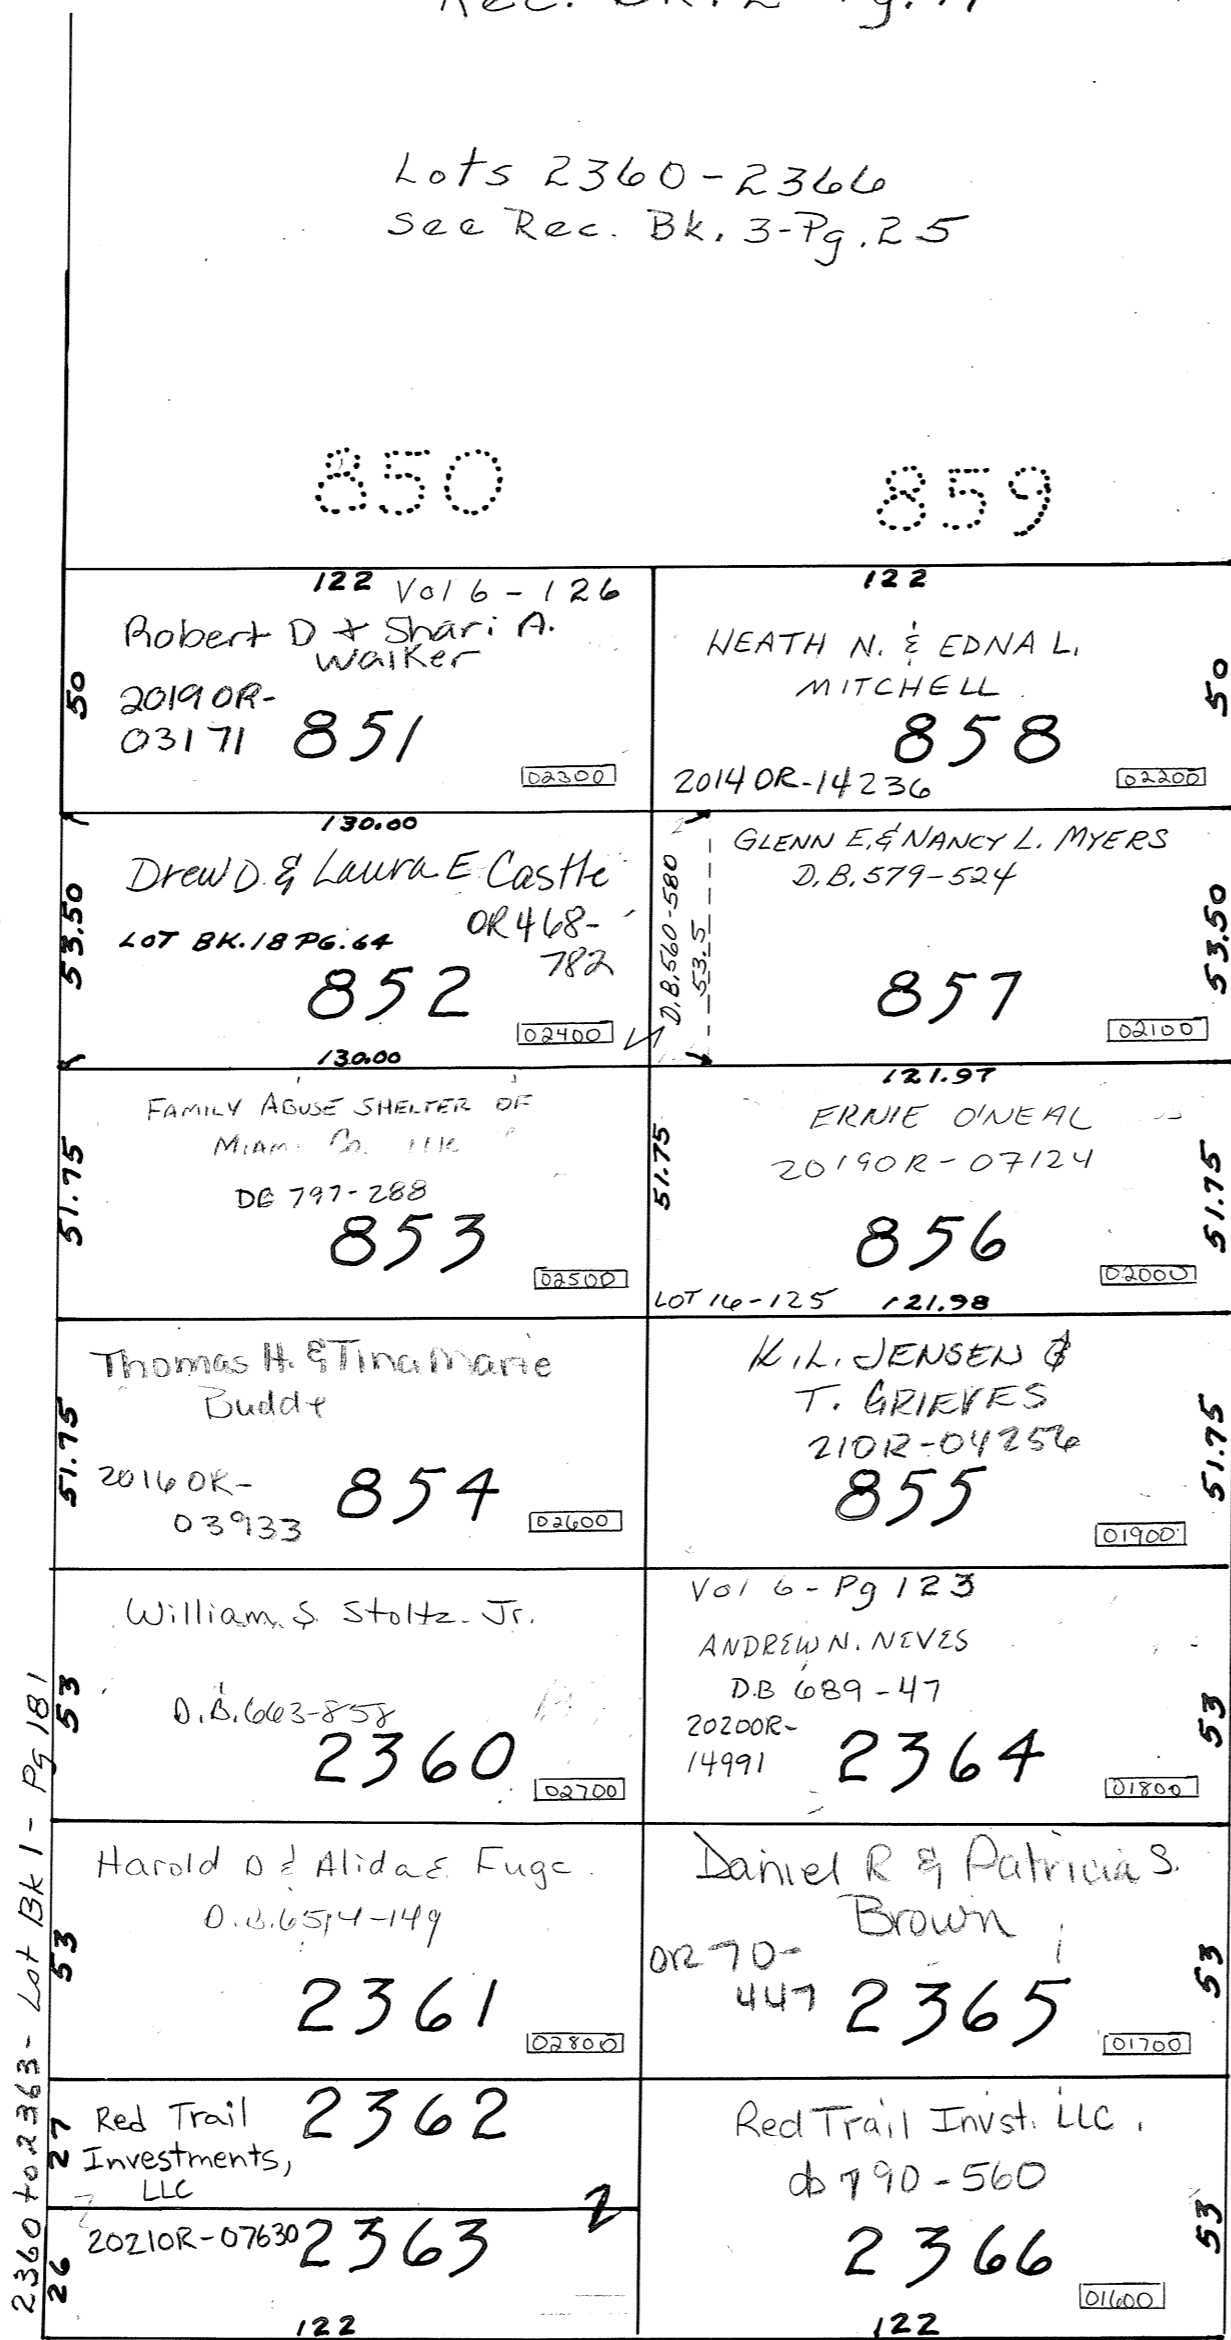 Lots 2360-2366
See Rec. Bk. 3-Pg. 25
850
859
122 Vol 6-126
Robert D + Shari A.
Walker
50
2019OR-
03171 851
02300
122
HEATH N. & EDNA L.
MITCHELL
50
858
2014OR-14236
02200
130.00
Drew D. & Laura E Castle
53.50
LOT BK.18 PG.64
OR 468-
782
852
02400
130.00
D.B.560-580
53.5
GLENN E. & NANCY L. MYERS
D.B. 579-524
53.50
857
02100
FAMILY ABUSE SHELTER OF
MIAMI Co.
51.75
797-288
853
02500
121.97
ERNIE O'NEAL
2019OR-07124
51.75
51.75
856
02000
LOT 16-125 121.98
Thomas H. & Tina Marie
51.75
2016OR-
03933
854
02600
K.L. JENSEN &
T. GRIEVES
21OR-04256
51.75
855
01900
William S. Stoltz Jr.
53
D.B. 663-858
2360
02700
Vol 6-Pg 123
ANDREW N. NEVES
D.B 689-47
2020OR-
14991
2364
53
01800
Harold D & Alida E.
53
2361
02800
Daniel R & Patricia S.
Brown
OR 70-
447
2365
53
01700
Red Trail 2362
Investments,
LLC
27
2021OR-07630 2363
26
122
Red Trail Invst. LLC.
db 790-560
2366
53
01600
122
2360 to 2363 - Lot Bk 1 - Pg 181